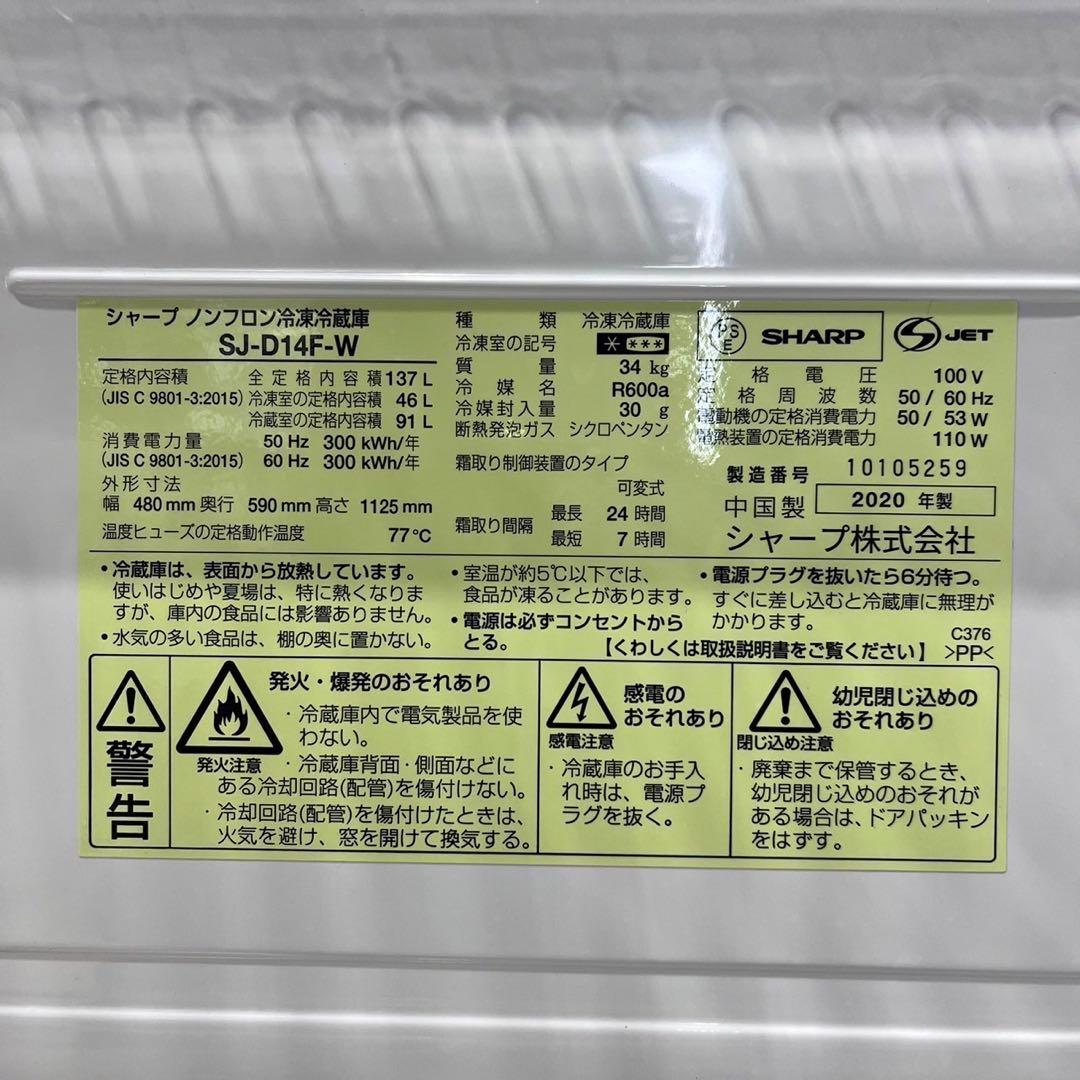 シャープ ノンフロン冷凍冷蔵庫
SJ-D14F-W
定格内容積 全定格内容積 137 L
(JIS C 9801-3:2015) 冷凍室の定格内容積 46 L
冷蔵室の定格内容積 91 L
消費電力量 50 Hz 300 kWh/年
(JIS C 9801-3:2015) 60 Hz 300 kWh/年
外形寸法
幅 480 mm 奥行 590 mm 高さ 1125 mm
温度ヒューズの定格動作温度 77℃
種類 冷凍冷蔵庫
冷凍室の記号
質量 34 kg
冷媒名 R600a
冷媒封入量 30 g
断熱発泡ガス シクロペンタン
霜取り制御装置のタイプ
可変式
霜取り間隔 最長 24 時間
最短 7 時間
PS
E
SHARP
JET
定格電圧 100 V
定格周波数 50 / 60 Hz
電動機の定格消費電力 50 / 53 W
電熱装置の定格消費電力 110 W
製造番号 10105259
中国製 2020 年製
シャープ株式会社
・冷蔵庫は、表面から放熱しています。
使いはじめや夏場は、特に熱くなりま
すが、庫内の食品には影響ありません。
・水気の多い食品は、棚の奥に置かない。
・室温が約5℃以下では、
食品が凍ることがあります。
・電源は必ずコンセントから
とる。
・電源プラグを抜いたら6分待つ。
すぐに差し込むと冷蔵庫に無理が
かかります。
【くわしくは取扱説明書をご覧ください】
C376
>PP<
警告
発火・爆発のおそれあり
発火注意
・冷蔵庫内で電気製品を使
わない。
・冷蔵庫背面・側面などに
ある冷却回路(配管)を傷付けない。
・冷却回路(配管)を傷付けたときは、
火気を避け、窓を開けて換気する。
感電の
おそれあり
感電注意
・冷蔵庫のお手入
れ時は、電源プ
ラグを抜く。
幼児閉じ込めの
おそれあり
閉じ込め注意
・廃棄まで保管するとき、
幼児閉じ込めのおそれが
ある場合は、ドアパッキン
をはずす。